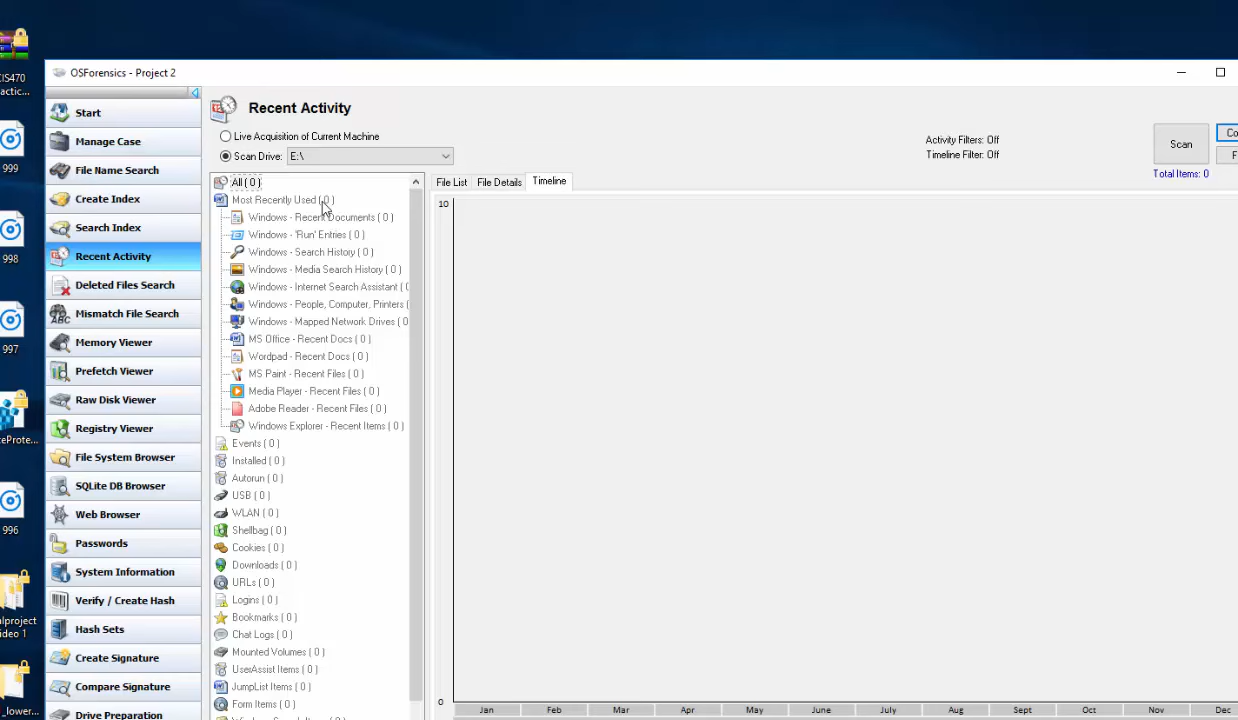 CIS470
actic...
999
998
997
teProte...
996
alproject
ideo 1
_lower...
OSForensics - Project 2
Start
Manage Case
File Name Search
Create Index
Search Index
Recent Activity
Deleted Files Search
Mismatch File Search
Memory Viewer
Prefetch Viewer
Raw Disk Viewer
Registry Viewer
File System Browser
SQLite DB Browser
Web Browser
Passwords
System Information
Verify / Create Hash
Hash Sets
Create Signature
Compare Signature
Drive Preparation
Recent Activity
Live Acquisition of Current Machine
Scan Drive: E:\
Activity Filters: Off
Timeline Filter: Off
Scan
Co
F
Total Items: 0
All ( 0 )
Most Recently Used ( 0 )
Windows - Recent Documents ( 0 )
Windows - 'Run' Entries ( 0 )
Windows - Search History ( 0 )
Windows - Media Search History ( 0 )
Windows - Internet Search Assistant ( 0
Windows - People, Computer, Printers (
Windows - Mapped Network Drives ( 0
MS Office - Recent Docs ( 0 )
Wordpad - Recent Docs ( 0 )
MS Paint - Recent Files ( 0 )
Media Player - Recent Files ( 0 )
Adobe Reader - Recent Files ( 0 )
Windows Explorer - Recent Items ( 0 )
Events ( 0 )
Installed ( 0 )
Autorun ( 0 )
USB ( 0 )
WLAN ( 0 )
Shellbag ( 0 )
Cookies ( 0 )
Downloads ( 0 )
URLs ( 0 )
Logins ( 0 )
Bookmarks ( 0 )
Chat Logs ( 0 )
Mounted Volumes ( 0 )
UserAssist Items ( 0 )
JumpList Items ( 0 )
Form Items ( 0 )
File List File Details Timeline
10
0
Jan Feb Mar Apr May June July Aug Sept Oct Nov Dec